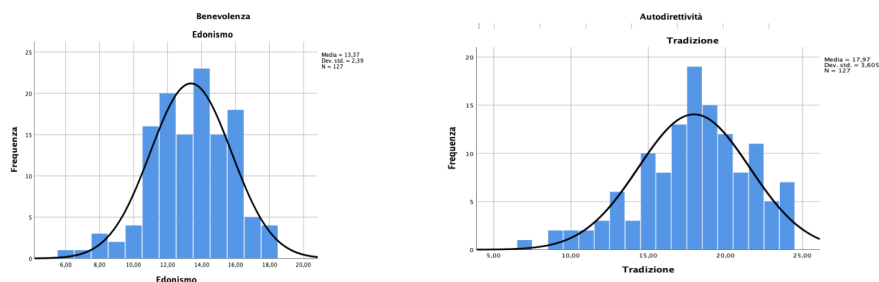 Benevolenza
Edonismo
Media = 13,37
Dev. std. = 2,39
N = 127
Frequenza
25
20
15
10
5
0
6,00 8,00 10,00 12,00 14,00 16,00 18,00 20,00
Edonismo
Autodirettività
Tradizione
Media = 17,97
Dev. std. = 3,605
N = 127
Frequenza
20
15
10
5
0
5,00 10,00 15,00 20,00 25,00
Tradizione